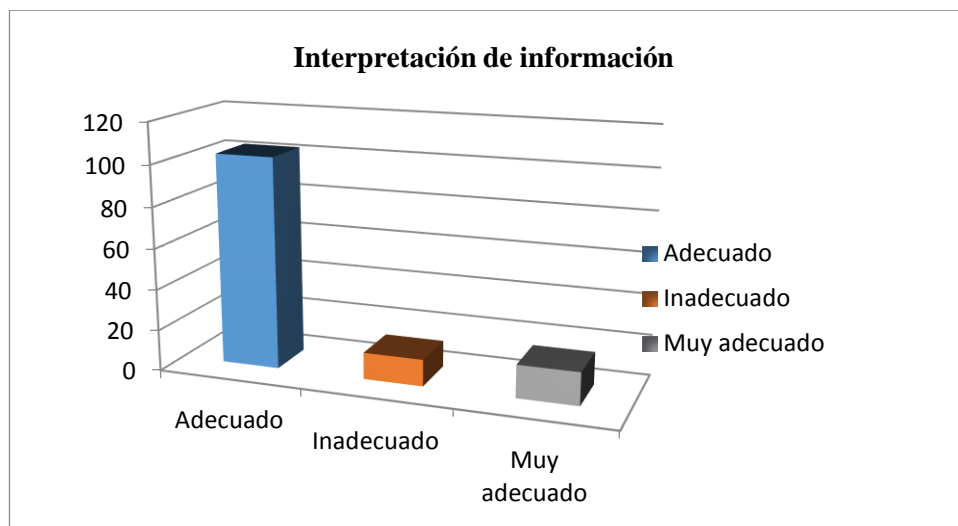 Interpretación de información
120
100
80
60
40
20
0
Adecuado
Inadecuado
Muy
adecuado
Adecuado
Inadecuado
Muy adecuado